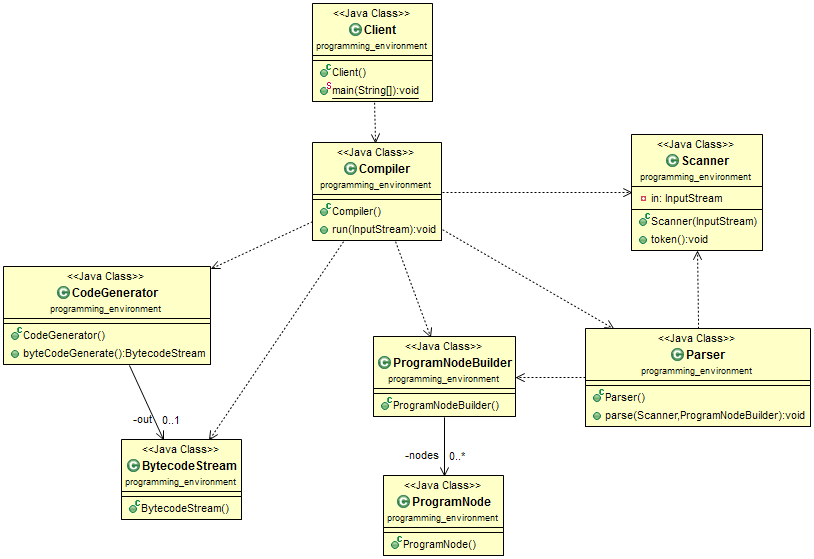 <<Java Class>>
Client
programming_environment
Client()
main(String[]):void
<<Java Class>>
Compiler
programming_environment
Compiler()
run(InputStream):void
<<Java Class>>
Scanner
programming_environment
in: InputStream
Scanner(InputStream)
token():void
<<Java Class>>
CodeGenerator
programming_environment
CodeGenerator()
byteCodeGenerate():BytecodeStream
<<Java Class>>
ProgramNodeBuilder
programming_environment
ProgramNodeBuilder()
<<Java Class>>
Parser
programming_environment
Parser()
parse(Scanner,ProgramNodeBuilder):void
-out 0..1
<<Java Class>>
BytecodeStream
programming_environment
BytecodeStream()
-nodes 0..*
<<Java Class>>
ProgramNode
programming_environment
ProgramNode()